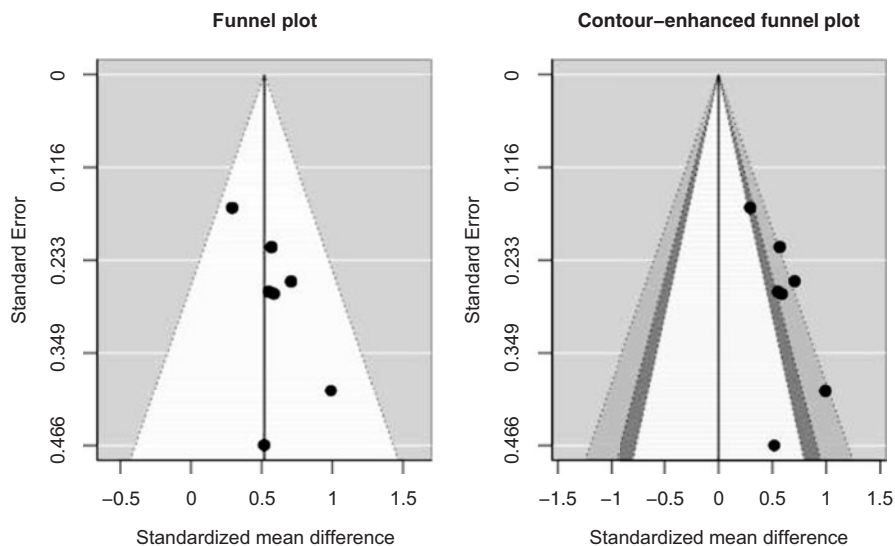 Funnel plot
Standard Error
0
0.116
0.233
0.349
0.466
−0.5 0 0.5 1 1.5
Standardized mean difference
Contour−enhanced funnel plot
Standard Error
0
0.116
0.233
0.349
0.466
−1.5 −1 −0.5 0 0.5 1 1.5
Standardized mean difference